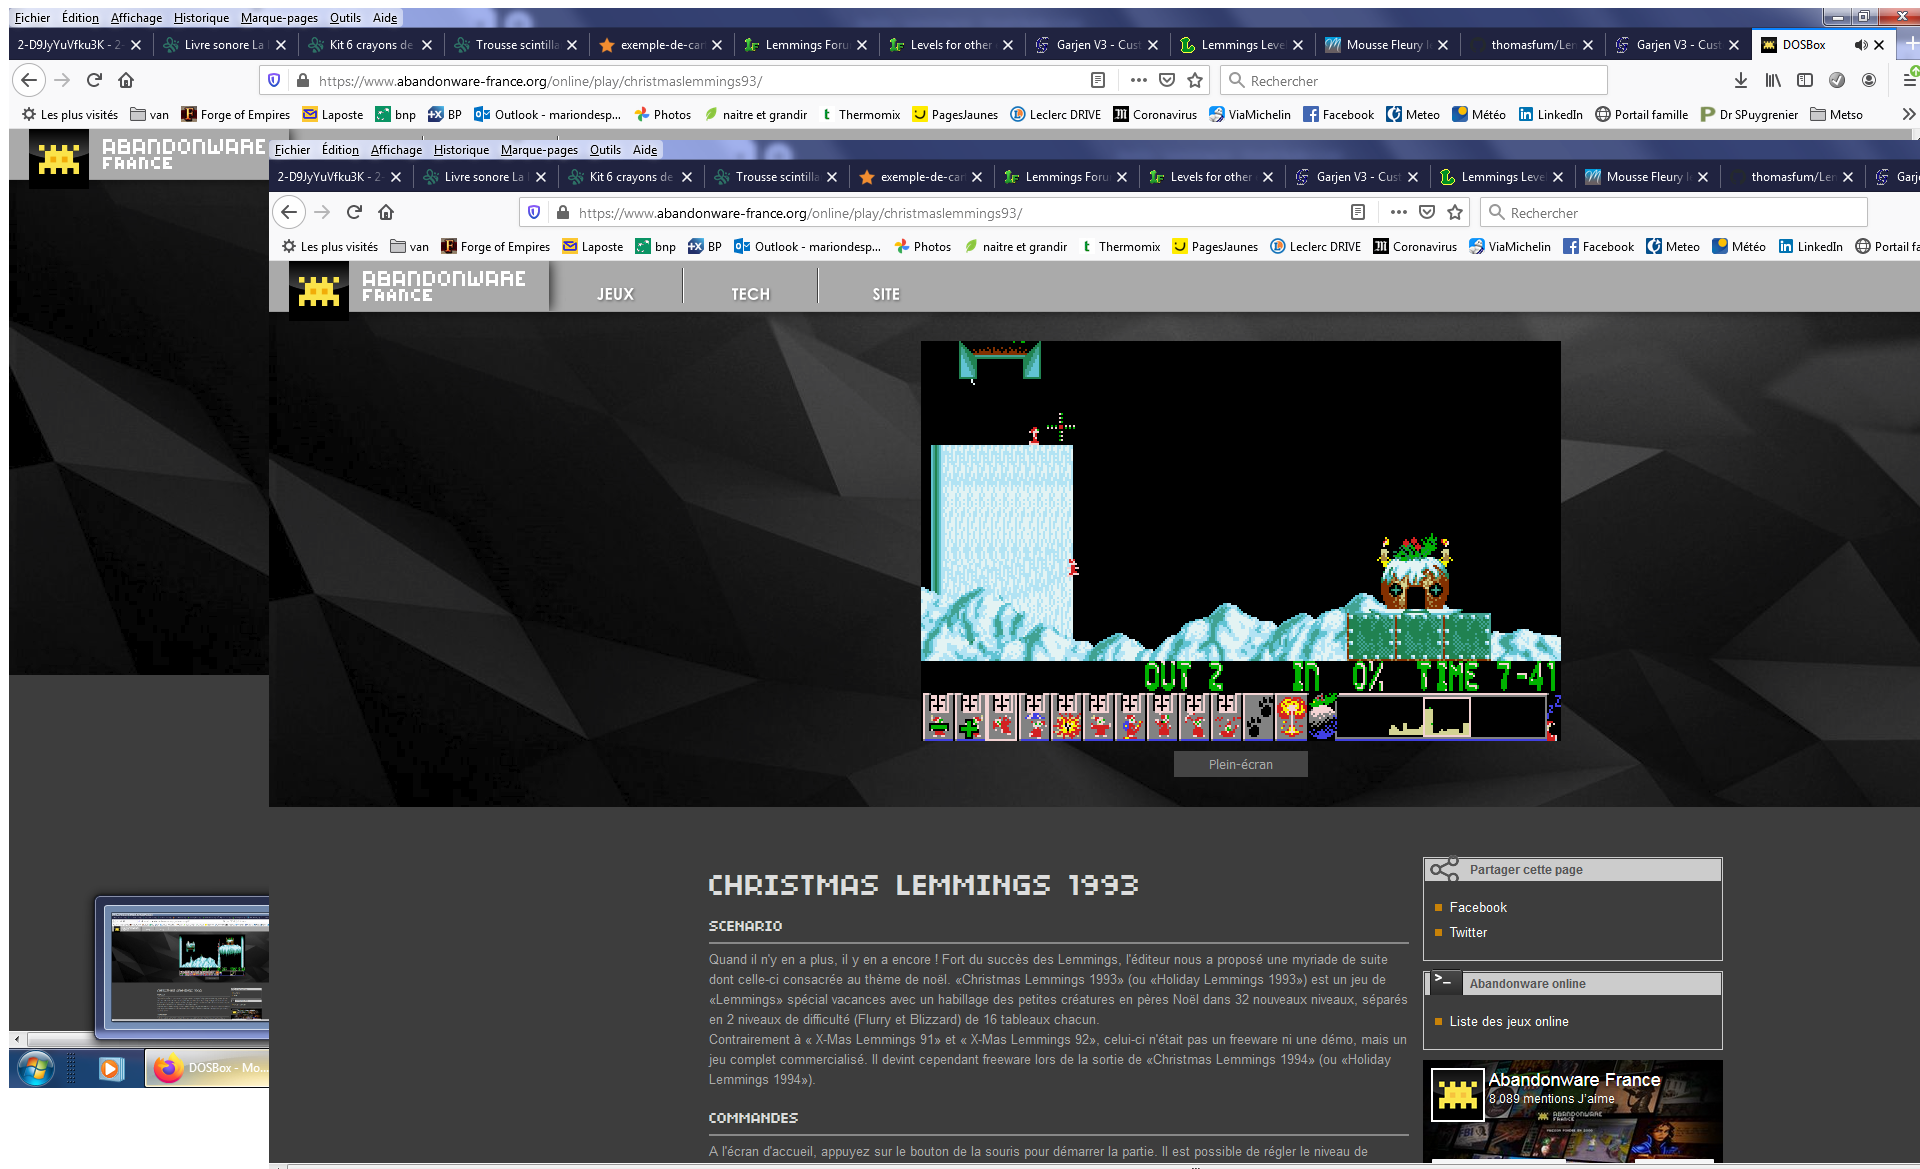 Fichier Édition Affichage Historique Marque-pages Outils Aide
2-D9JyYuVfku3K - 2- Livre sonore La Kit 6 crayons de Trousse scintilla exemple-de-cart Lemmings Foru Levels for other Garjen V3 - Cust Lemmings Leve Mousse Fleury thomasfum/Len Garjen V3 - Cust DOSBox
https://www.abandonware-france.org/online/play/christmaslemmings93/ Rechercher
Les plus visités van Forge of Empires Laposte bnp BP Outlook - mariondesp... Photos naitre et grandir Thermomix PagesJaunes Leclerc DRIVE Coronavirus ViaMichelin Facebook Meteo Météo LinkedIn Portail famille Dr SPuygrenier Metso
ABANDONWARE
FRANCE
Fichier Édition Affichage Historique Marque-pages Outils Aide
2-D9JyYuVfku3K - 2- Livre sonore La Kit 6 crayons de Trousse scintilla exemple-de-cart Lemmings Foru Levels for other Garjen V3 - Cust Lemmings Leve Mousse Fleury thomasfum/Len Garj
https://www.abandonware-france.org/online/play/christmaslemmings93/ Rechercher
Les plus visités van Forge of Empires Laposte bnp BP Outlook - mariondesp... Photos naitre et grandir Thermomix PagesJaunes Leclerc DRIVE Coronavirus ViaMichelin Facebook Meteo Météo LinkedIn Portail fa
ABANDONWARE
FRANCE
JEUX TECH SITE
OUT 2 IN 0% TIME 7-41
Plein-écran
CHRISTMAS LEMMINGS 1993
SCENARIO
Quand il n'y en a plus, il y en a encore ! Fort du succès des Lemmings, l'éditeur nous a proposé une myriade de suite
dont celle-ci consacrée au thème de noël. «Christmas Lemmings 1993» (ou «Holiday Lemmings 1993») est un jeu de
«Lemmings» spécial vacances avec un habillage des petites créatures en pères Noël dans 32 nouveaux niveaux, séparés
en 2 niveaux de difficulté (Flurry et Blizzard) de 16 tableaux chacun.
Contrairement à « X-Mas Lemmings 91» et « X-Mas Lemmings 92», celui-ci n'était pas un freeware ni une démo, mais un
jeu complet commercialisé. Il devint cependant freeware lors de la sortie de «Christmas Lemmings 1994» (ou «Holiday
Lemmings 1994»).
COMMANDES
A l'écran d'accueil, appuyez sur le bouton de la souris pour démarrer la partie. Il est possible de régler le niveau de
Partager cette page
Facebook
Twitter
Abandonware online
Liste des jeux online
Abandonware France
8,089 mentions J'aime
ABANDONWARE
FRANCE
DOSBox - Mo...